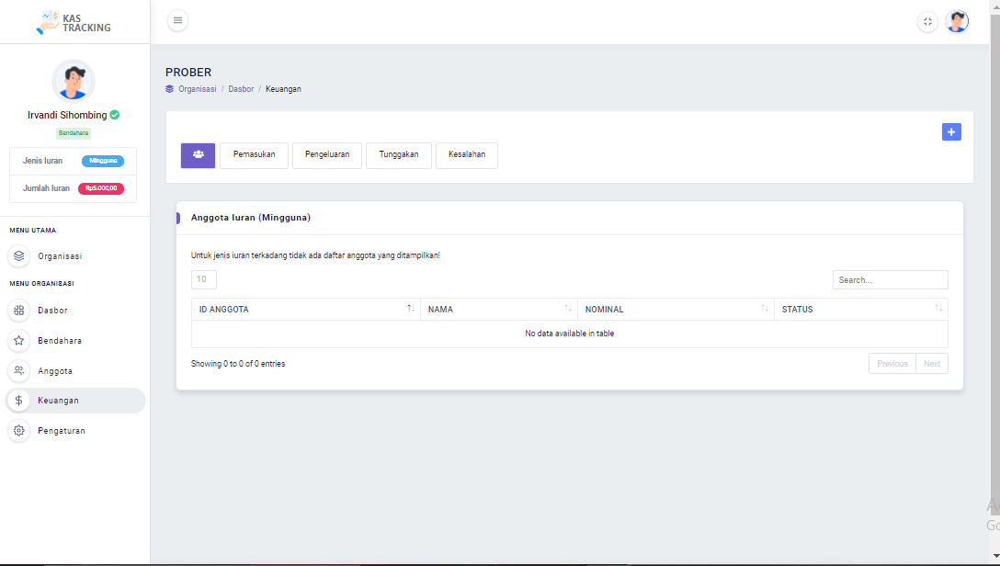 KAS
TRACKING
Irvandi Sihombing
Bendahara
Jenis Iuran
Mingguna
Jumlah Iuran
Rp5.000,00
MENU UTAMA
Organisasi
MENU ORGANISASI
Dasbor
Bendahara
Anggota
Keuangan
Pengaturan
PROBER
Organisasi / Dasbor / Keuangan
Pemasukan
Pengeluaran
Tunggakan
Kesalahan
Anggota Iuran (Mingguna)
Untuk jenis iuran terkadang tidak ada daftar anggota yang ditampilkan!
10
Search...
ID ANGGOTA
NAMA
NOMINAL
STATUS
No data available in table
Showing 0 to 0 of 0 entries
Previous
Next